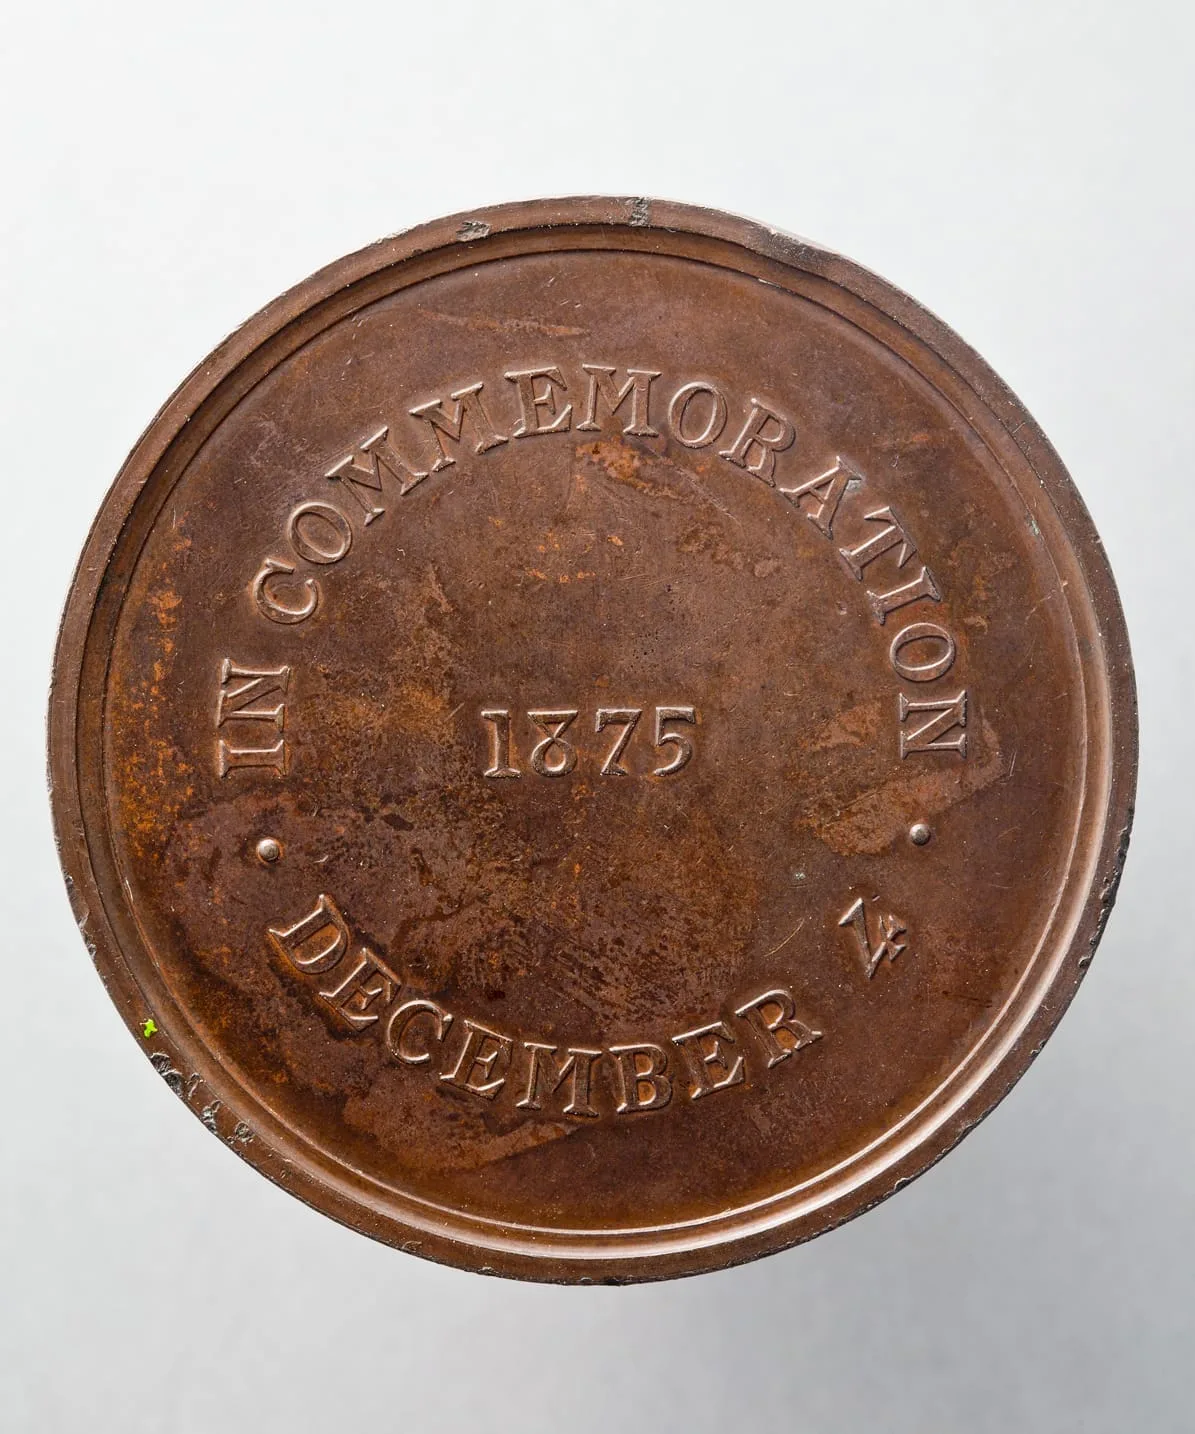 IN COMMEMORATION
1875
DECEMBER 4